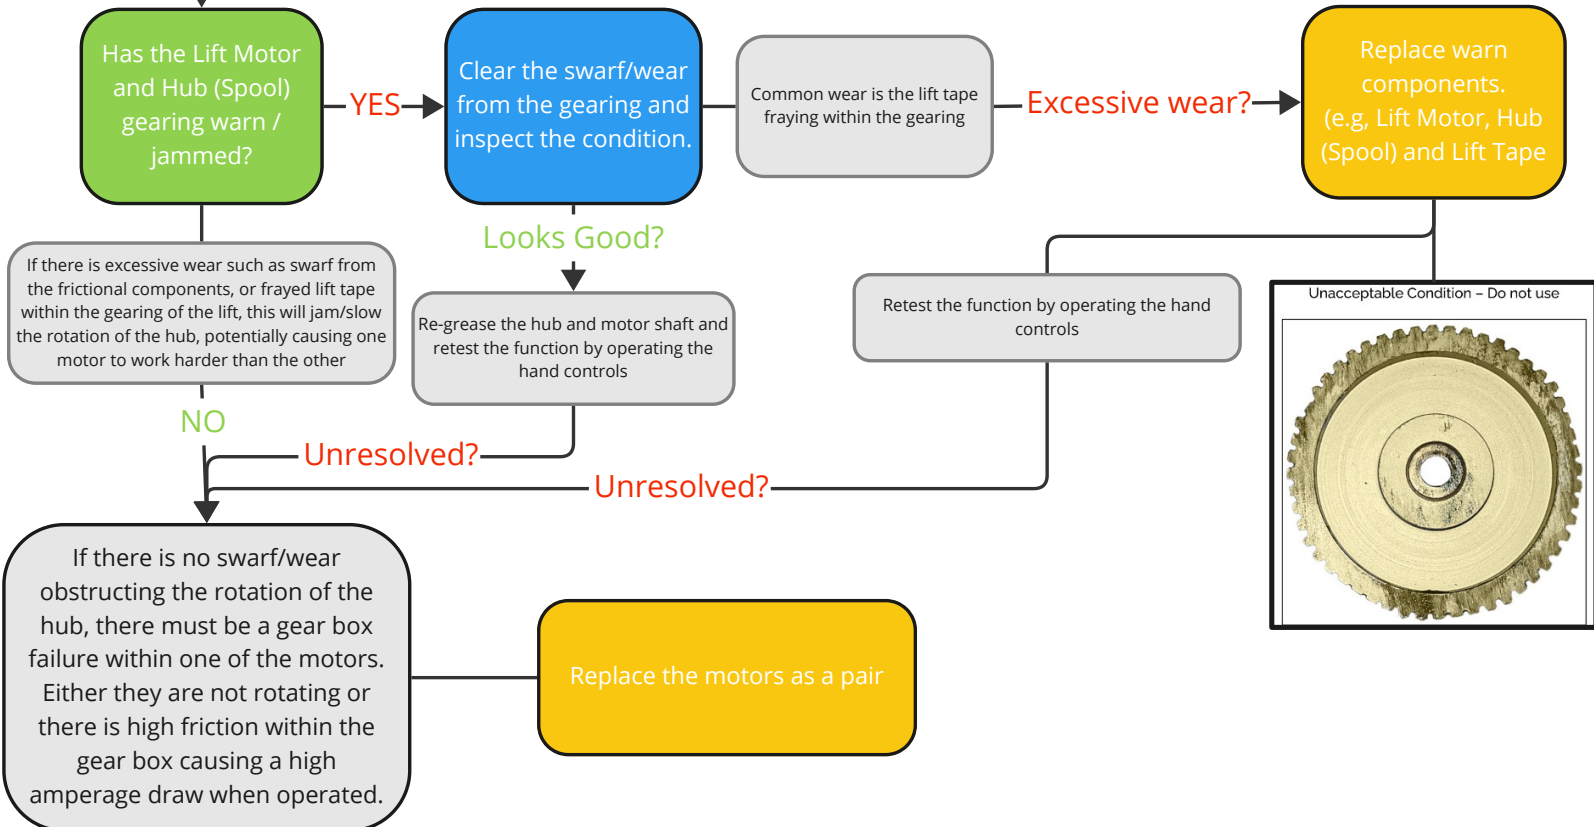 Has the Lift Motor
and Hub (Spool)
gearing warn /
jammed?
YES
Clear the swarf/wear
from the gearing and
inspect the condition.
Common wear is the lift tape
fraying within the gearing
Excessive wear?
Replace warn
components.
(e.g, Lift Motor, Hub
(Spool) and Lift Tape
If there is excessive wear such as swarf from
the frictional components, or frayed lift tape
within the gearing of the lift, this will jam/slow
the rotation of the hub, potentially causing one
motor to work harder than the other
Looks Good?
Re-grease the hub and motor shaft and
retest the function by operating the
hand controls
Retest the function by operating the hand
controls
Unacceptable Condition – Do not use
NO
Unresolved?
Unresolved?
If there is no swarf/wear
obstructing the rotation of the
hub, there must be a gear box
failure within one of the motors.
Either they are not rotating or
there is high friction within the
gear box causing a high
amperage draw when operated.
Replace the motors as a pair